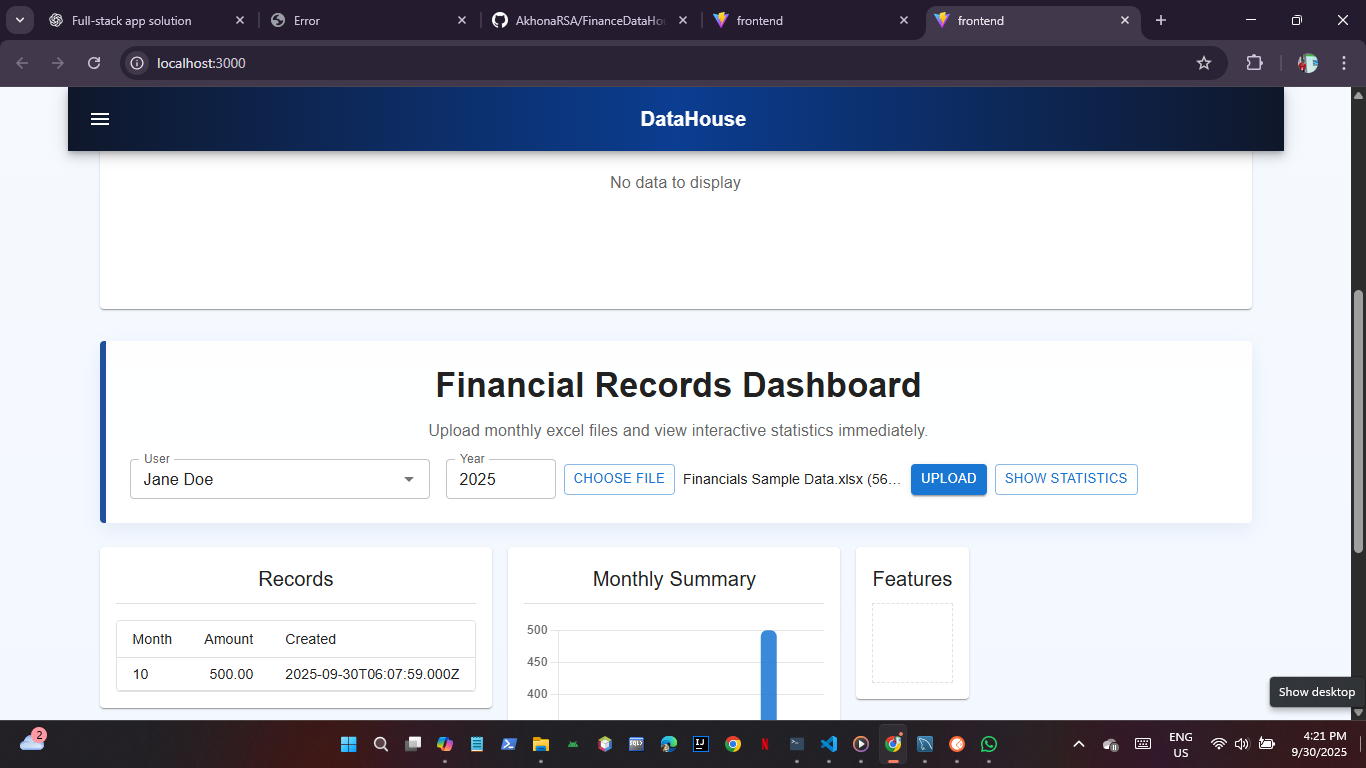 Full-stack app solution
Error
AkhonaRSA/FinanceDataHou
frontend
frontend
localhost:3000
DataHouse
No data to display
Financial Records Dashboard
Upload monthly excel files and view interactive statistics immediately.
User
Year
Jane Doe
2025
CHOOSE FILE
Financials Sample Data.xlsx (56...
UPLOAD
SHOW STATISTICS
Records
Month Amount Created
10 500.00 2025-09-30T06:07:59.000Z
Monthly Summary
500
450
400
Features
Show desktop
2
ENG
US
4:21 PM
9/30/2025